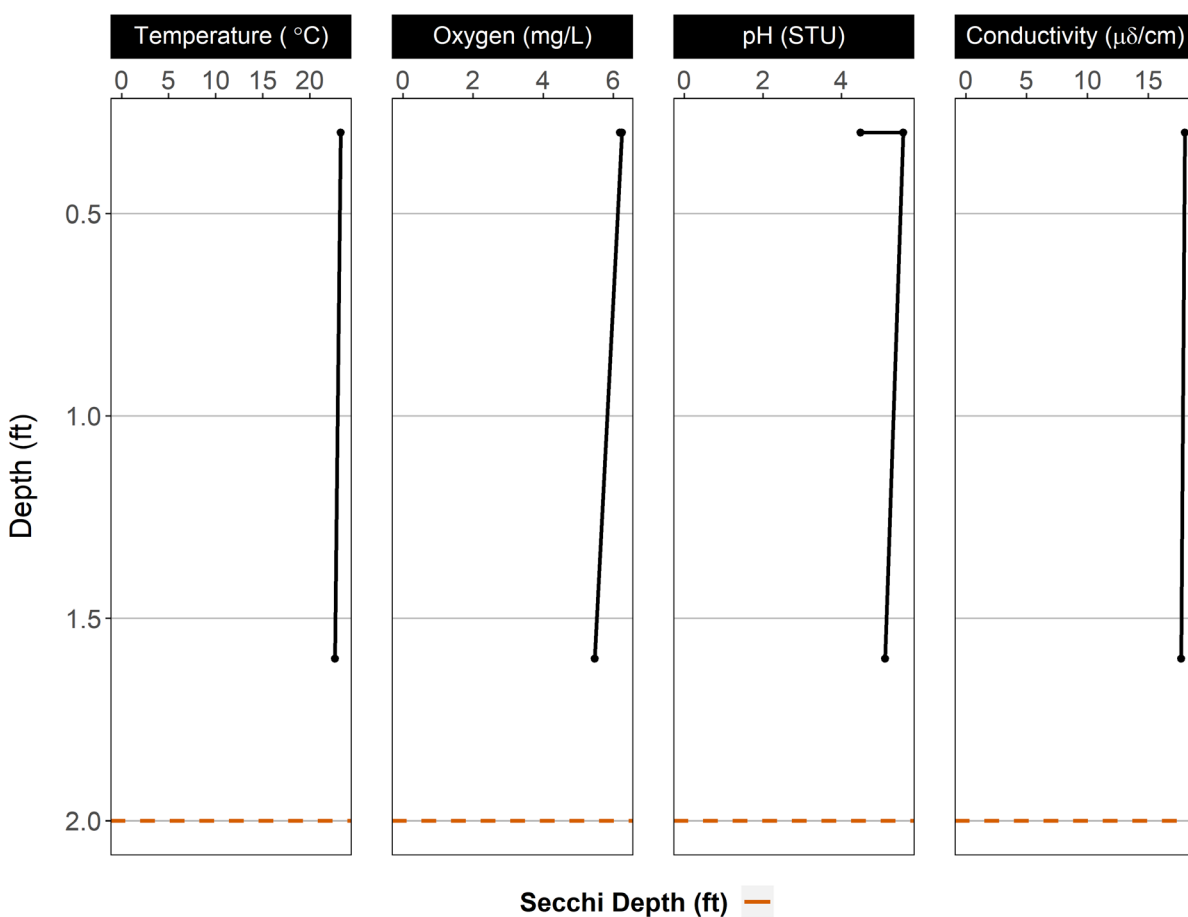 Temperature ( °C) Oxygen (mg/L) pH (STU) Conductivity (μδ/cm)
0 5 10 15 20 0 2 4 6 0 2 4 0 5 10 15
0.5
1.0
Depth (ft)
1.5
2.0
Secchi Depth (ft)